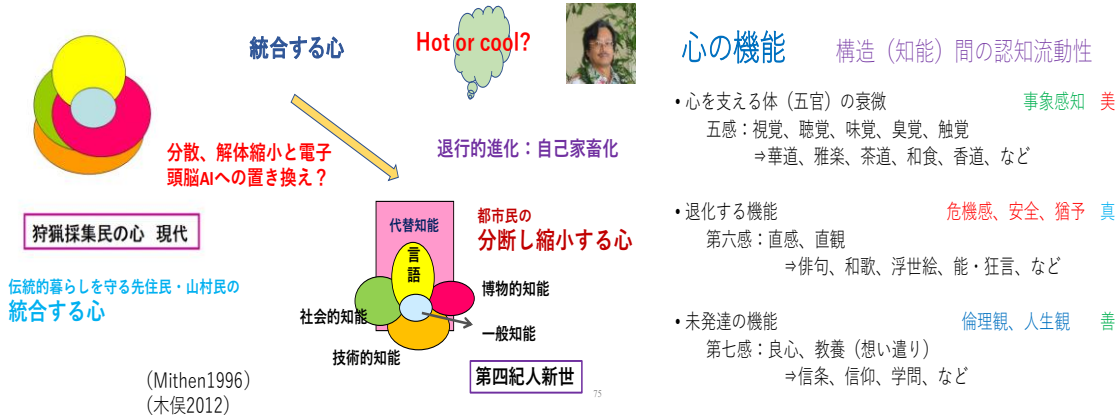 統合する心
Hot or cool?
分散、解体縮小と電子
頭脳AIへの置き換え？
退行的進化：自己家畜化
狩猟採集民の心 現代
伝統的暮らしを守る先住民・山村民の
統合する心
代替知能
言
語
都市民の
分断し縮小する心
博物的知能
社会的知能
一般知能
技術的知能
第四紀人新世
（Mithen1996）
（木俣2012）
75
心の機能 構造（知能）間の認知流動性
• 心を支える体（五官）の衰微 事象感知 美
五感：視覚、聴覚、味覚、臭覚、触覚
⇒華道、雅楽、茶道、和食、香道、など
• 退化する機能 危機感、安全、猶予 真
第六感：直感、直観
⇒俳句、和歌、浮世絵、能・狂言、など
• 未発達の機能 倫理観、人生観 善
第七感：良心、教養（想い遣り）
⇒信条、信仰、学問、など